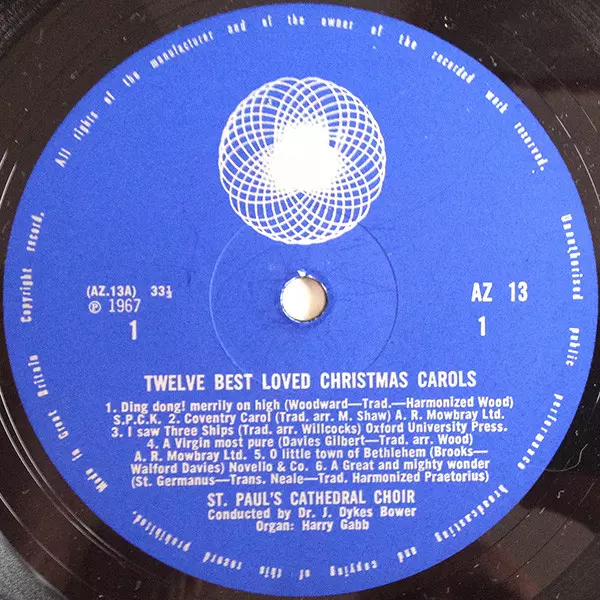 All rights of the manufacturer and of the owner of the recorded work reserved. Unauthorised public performance broadcasting and copying of this record prohibited. Made in Great Britain Copyright record.
(AZ.13A) 33⅓
℗ 1967
1
AZ 13
1
TWELVE BEST LOVED CHRISTMAS CAROLS
1. Ding dong! merrily on high (Woodward—Trad.—Harmonized Wood)
S.P.C.K. 2. Coventry Carol (Trad. arr. M. Shaw) A. R. Mowbray Ltd.
3. I saw Three Ships (Trad. arr. Willcocks) Oxford University Press.
4. A Virgin most pure (Davies Gilbert—Trad. arr. Wood)
A. R. Mowbray Ltd. 5. O little town of Bethlehem (Brooks—
Walford Davies) Novello & Co. 6. A Great and mighty wonder
(St. Germanus—Trans. Neale—Trad. Harmonized Praetorius)
ST. PAUL'S CATHEDRAL CHOIR
Conducted by Dr. J. Dykes Bower
Organ: Harry Gabb